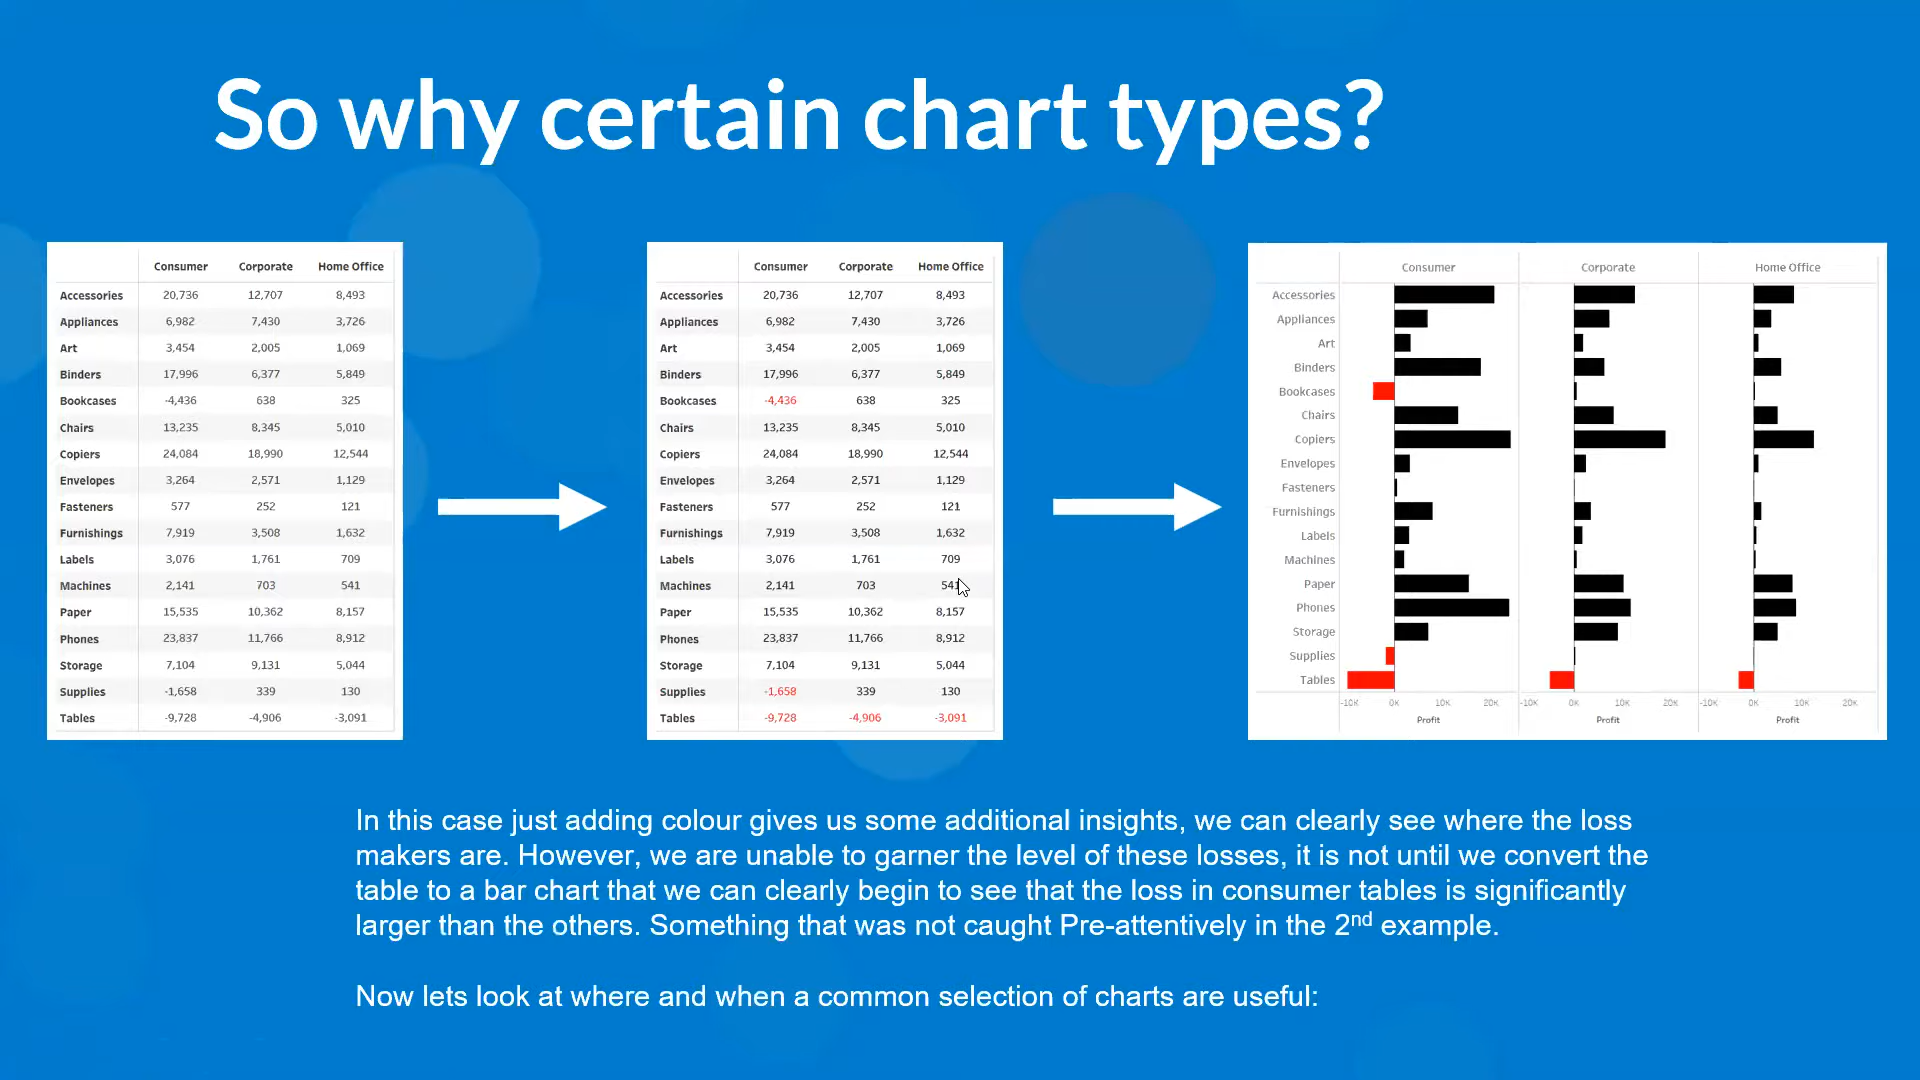 So why certain chart types?
Consumer Corporate Home Office
Accessories 20,736 12,707 8,493
Appliances 6,982 7,430 3,726
Art 3,454 2,005 1,069
Binders 17,996 6,377 5,849
Bookcases -4,436 638 325
Chairs 13,235 8,345 5,010
Copiers 24,084 18,990 12,544
Envelopes 3,264 2,571 1,129
Fasteners 577 252 121
Furnishings 7,919 3,508 1,632
Labels 3,076 1,761 709
Machines 2,141 703 541
Paper 15,535 10,362 8,157
Phones 23,837 11,766 8,912
Storage 7,104 9,131 5,044
Supplies -1,658 339 130
Tables -9,728 -4,906 -3,091
Consumer Corporate Home Office
Accessories 20,736 12,707 8,493
Appliances 6,982 7,430 3,726
Art 3,454 2,005 1,069
Binders 17,996 6,377 5,849
Bookcases -4,436 638 325
Chairs 13,235 8,345 5,010
Copiers 24,084 18,990 12,544
Envelopes 3,264 2,571 1,129
Fasteners 577 252 121
Furnishings 7,919 3,508 1,632
Labels 3,076 1,761 709
Machines 2,141 703 541
Paper 15,535 10,362 8,157
Phones 23,837 11,766 8,912
Storage 7,104 9,131 5,044
Supplies -1,658 339 130
Tables -9,728 -4,906 -3,091
Consumer Corporate Home Office
Accessories
Appliances
Art
Binders
Bookcases
Chairs
Copiers
Envelopes
Fasteners
Furnishings
Labels
Machines
Paper
Phones
Storage
Supplies
Tables
-10K 0K 10K 20K -10K 0K 10K 20K -10K 0K 10K 20K
Profit Profit Profit
In this case just adding colour gives us some additional insights, we can clearly see where the loss
makers are. However, we are unable to garner the level of these losses, it is not until we convert the
table to a bar chart that we can clearly begin to see that the loss in consumer tables is significantly
larger than the others. Something that was not caught Pre-attentively in the 2nd example.
Now lets look at where and when a common selection of charts are useful: